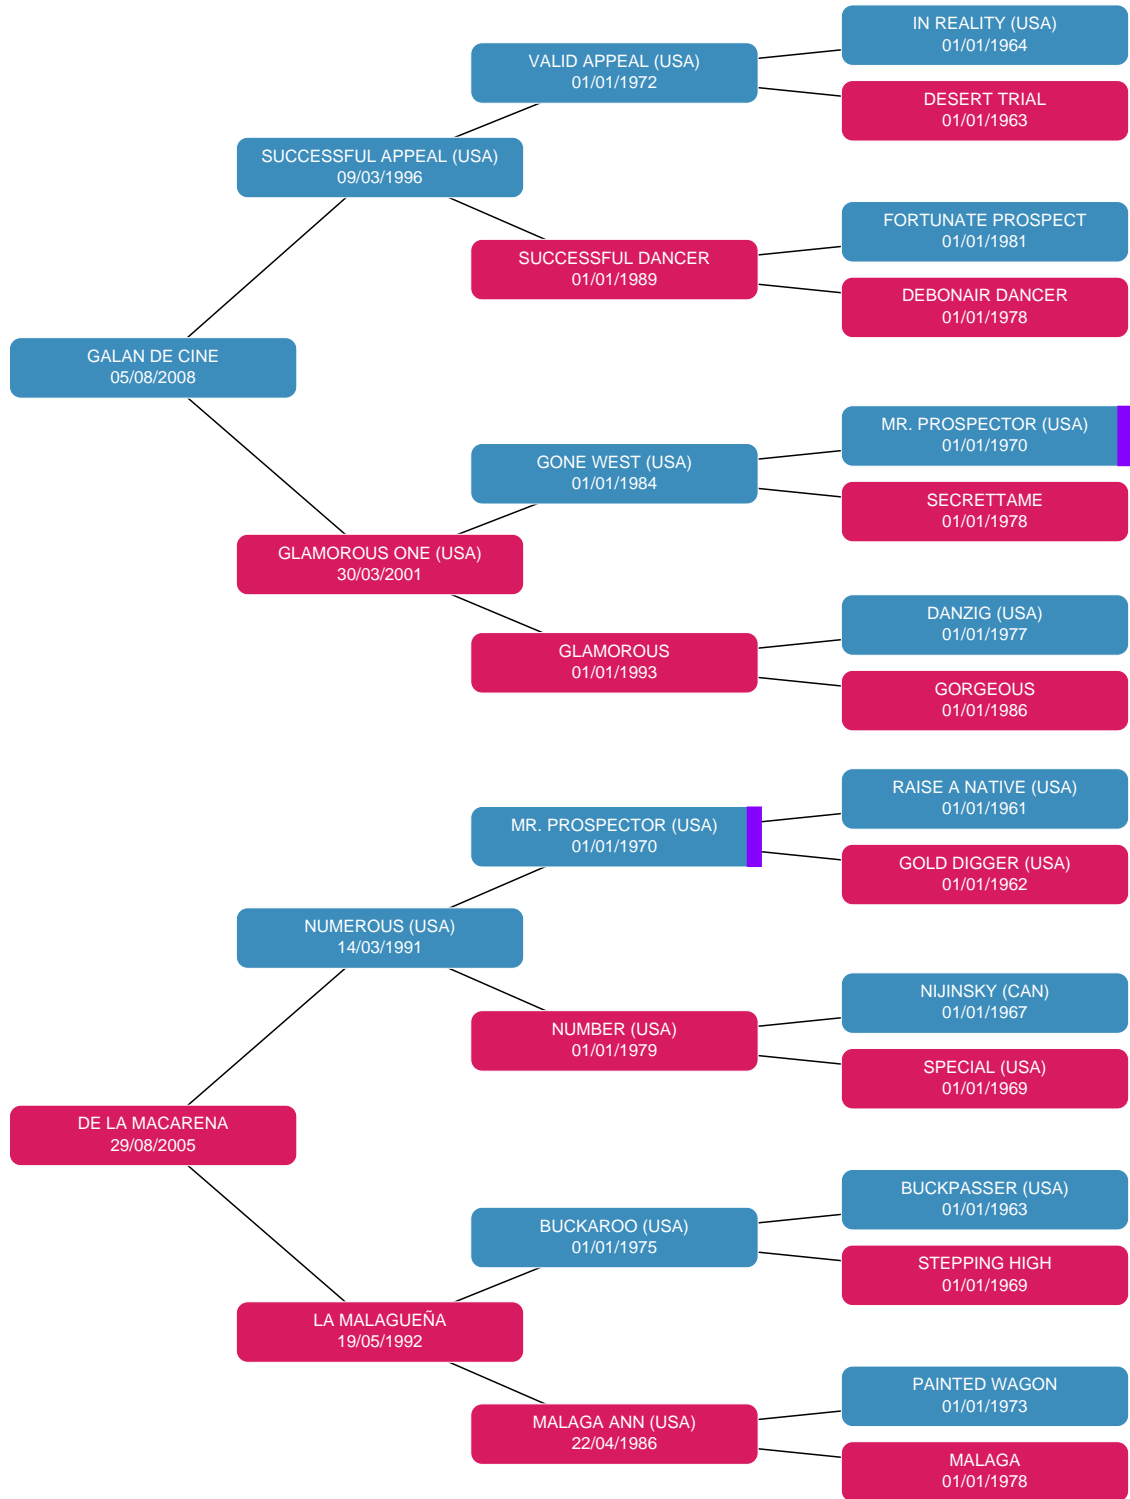 IN REALITY (USA)
01/01/1964
VALID APPEAL (USA)
01/01/1972
DESERT TRIAL
01/01/1963
SUCCESSFUL APPEAL (USA)
09/03/1996
FORTUNATE PROSPECT
01/01/1981
SUCCESSFUL DANCER
01/01/1989
DEBONAIR DANCER
01/01/1978
GALAN DE CINE
05/08/2008
MR. PROSPECTOR (USA)
01/01/1970
GONE WEST (USA)
01/01/1984
SECRETTAME
01/01/1978
GLAMOROUS ONE (USA)
30/03/2001
DANZIG (USA)
01/01/1977
GLAMOROUS
01/01/1993
GORGEOUS
01/01/1986
RAISE A NATIVE (USA)
01/01/1961
MR. PROSPECTOR (USA)
01/01/1970
GOLD DIGGER (USA)
01/01/1962
NUMEROUS (USA)
14/03/1991
NIJINSKY (CAN)
01/01/1967
NUMBER (USA)
01/01/1979
SPECIAL (USA)
01/01/1969
DE LA MACARENA
29/08/2005
BUCKPASSER (USA)
01/01/1963
BUCKAROO (USA)
01/01/1975
STEPPING HIGH
01/01/1969
LA MALAGUEÑA
19/05/1992
PAINTED WAGON
01/01/1973
MALAGA ANN (USA)
22/04/1986
MALAGA
01/01/1978